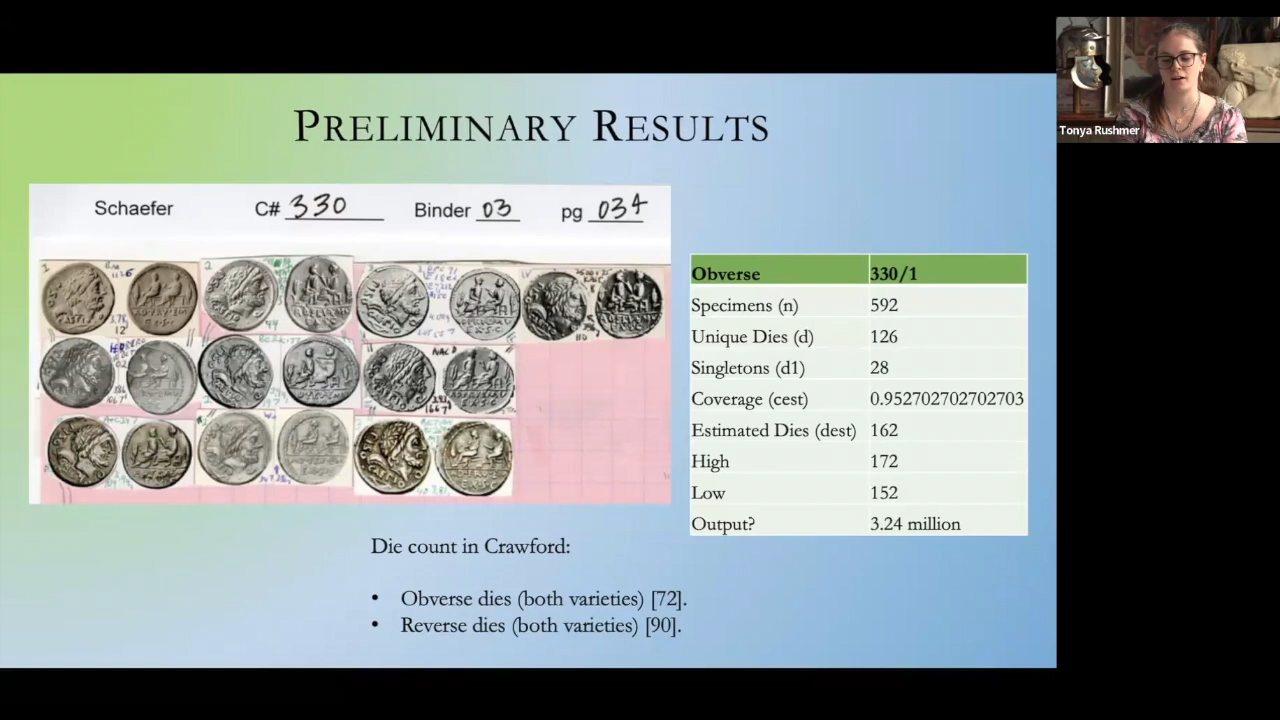 PRELIMINARY RESULTS
Schaefer C# 330 Binder 03 pg 034
Obverse 330/1
Specimens (n) 592
Unique Dies (d) 126
Singletons (d1) 28
Coverage (cest) 0.952702702702703
Estimated Dies (dest) 162
High 172
Low 152
Output? 3.24 million
Die count in Crawford:
• Obverse dies (both varieties) [72].
• Reverse dies (both varieties) [90].
Tonya Rushmer